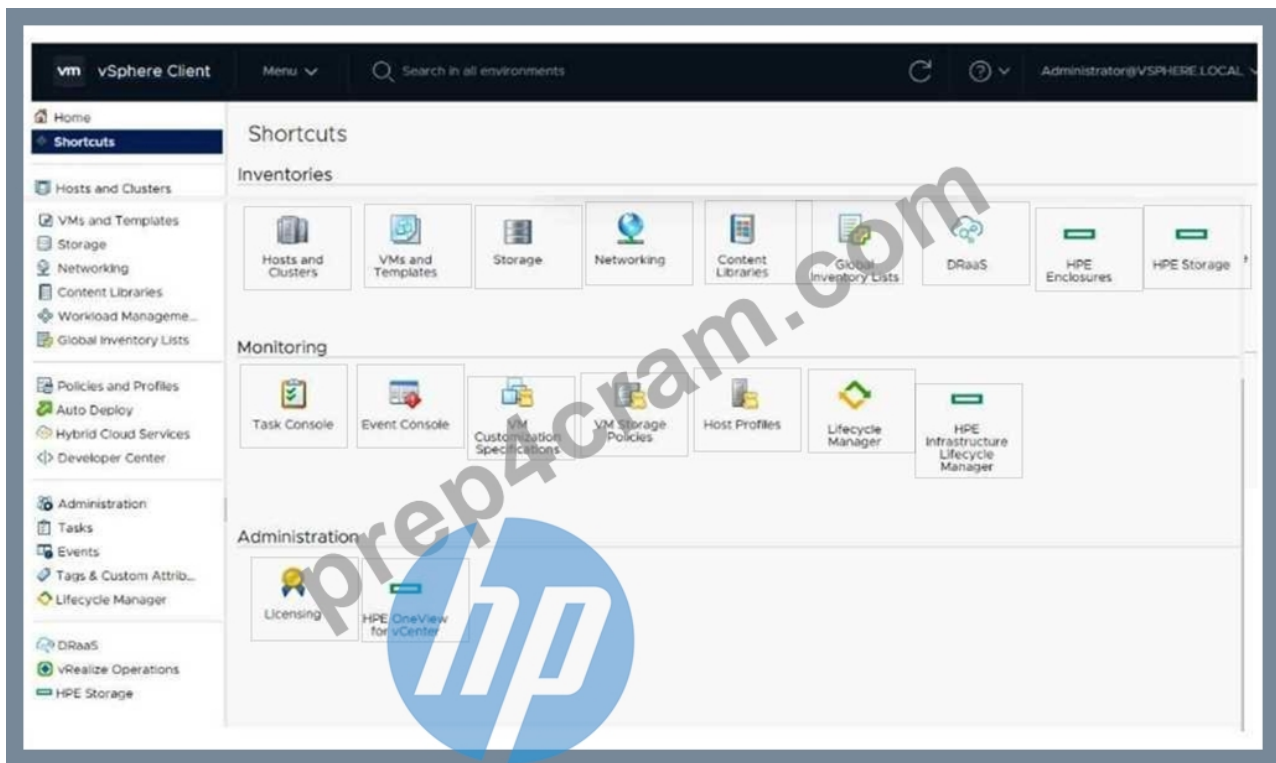 vm vSphere Client Menu Search in all environments Administrator@VSPHERE.LOCAL
Home
Shortcuts
Hosts and Clusters
VMs and Templates
Storage
Networking
Content Libraries
Workload Manageme...
Global Inventory Lists
Policies and Profiles
Auto Deploy
Hybrid Cloud Services
Developer Center
Administration
Tasks
Events
Tags & Custom Attrib...
Lifecycle Manager
DRaaS
vRealize Operations
HPE Storage
Shortcuts
Inventories
Hosts and
Clusters
VMs and
Templates
Storage
Networking
Content
Libraries
Global
Inventory Lists
DRaaS
HPE
Enclosures
HPE Storage
Monitoring
Task Console
Event Console
VM
Customization
Specifications
VM Storage
Policies
Host Profiles
Lifecycle
Manager
HPE
Infrastructure
Lifecycle
Manager
Administration
Licensing
HPE OneView
for vCenter
prep4cram.com
hp